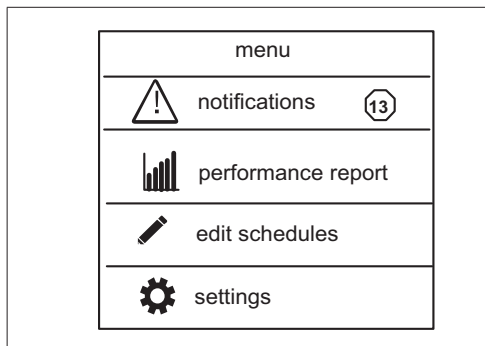 menu
notifications 13
performance report
edit schedules
settings